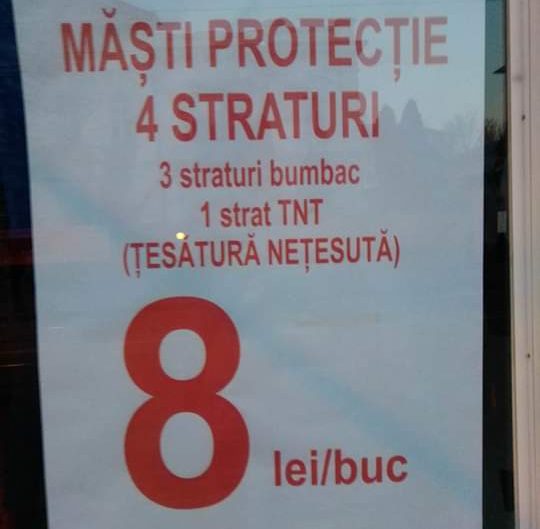 MĂȘTI PROTECȚIE
4 STRATURI
3 straturi bumbac
1 strat TNT
(ȚESĂTURĂ NEȚESUTĂ)
8 lei/buc